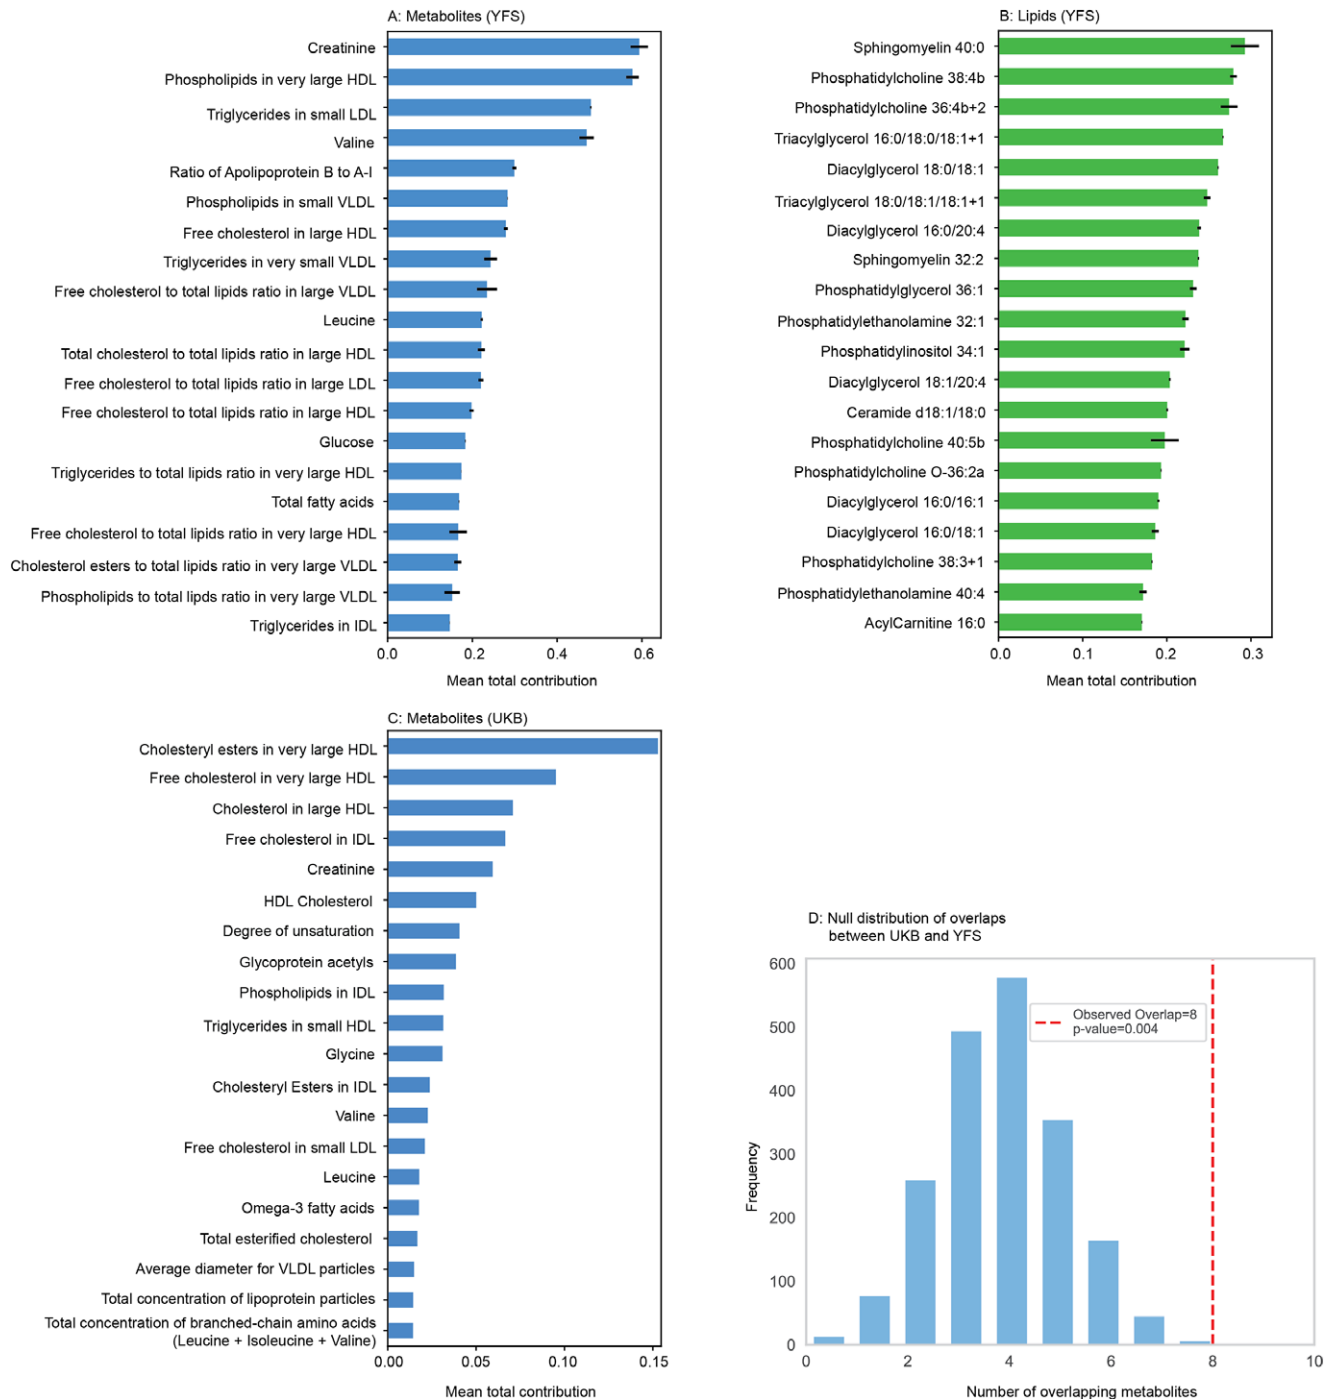 A: Metabolites (YFS)
Creatinine
Phospholipids in very large HDL
Triglycerides in small LDL
Valine
Ratio of Apolipoprotein B to A-I
Phospholipids in small VLDL
Free cholesterol in large HDL
Triglycerides in very small VLDL
Free cholesterol to total lipids ratio in large VLDL
Leucine
Total cholesterol to total lipids ratio in large HDL
Free cholesterol to total lipids ratio in large LDL
Free cholesterol to total lipids ratio in large HDL
Glucose
Triglycerides to total lipids ratio in very large HDL
Total fatty acids
Free cholesterol to total lipids ratio in very large HDL
Cholesterol esters to total lipids ratio in very large VLDL
Phospholipids to total lipds ratio in very large VLDL
Triglycerides in IDL
0.0 0.2 0.4 0.6
Mean total contribution
B: Lipids (YFS)
Sphingomyelin 40:0
Phosphatidylcholine 38:4b
Phosphatidylcholine 36:4b+2
Triacylglycerol 16:0/18:0/18:1+1
Diacylglycerol 18:0/18:1
Triacylglycerol 18:0/18:1/18:1+1
Diacylglycerol 16:0/20:4
Sphingomyelin 32:2
Phosphatidylglycerol 36:1
Phosphatidylethanolamine 32:1
Phosphatidylinositol 34:1
Diacylglycerol 18:1/20:4
Ceramide d18:1/18:0
Phosphatidylcholine 40:5b
Phosphatidylcholine O-36:2a
Diacylglycerol 16:0/16:1
Diacylglycerol 16:0/18:1
Phosphatidylcholine 38:3+1
Phosphatidylethanolamine 40:4
AcylCarnitine 16:0
0.0 0.1 0.2 0.3
Mean total contribution
C: Metabolites (UKB)
Cholesteryl esters in very large HDL
Free cholesterol in very large HDL
Cholesterol in large HDL
Free cholesterol in IDL
Creatinine
HDL Cholesterol
Degree of unsaturation
Glycoprotein acetyls
Phospholipids in IDL
Triglycerides in small HDL
Glycine
Cholesteryl Esters in IDL
Valine
Free cholesterol in small LDL
Leucine
Omega-3 fatty acids
Total esterified cholesterol
Average diameter for VLDL particles
Total concentration of lipoprotein particles
Total concentration of branched-chain amino acids
(Leucine + Isoleucine + Valine)
0.00 0.05 0.10 0.15
Mean total contribution
D: Null distribution of overlaps
between UKB and YFS
600
500
400
300
200
100
0
Frequency
Observed Overlap=8
p-value=0.004
0 2 4 6 8 10
Number of overlapping metabolites